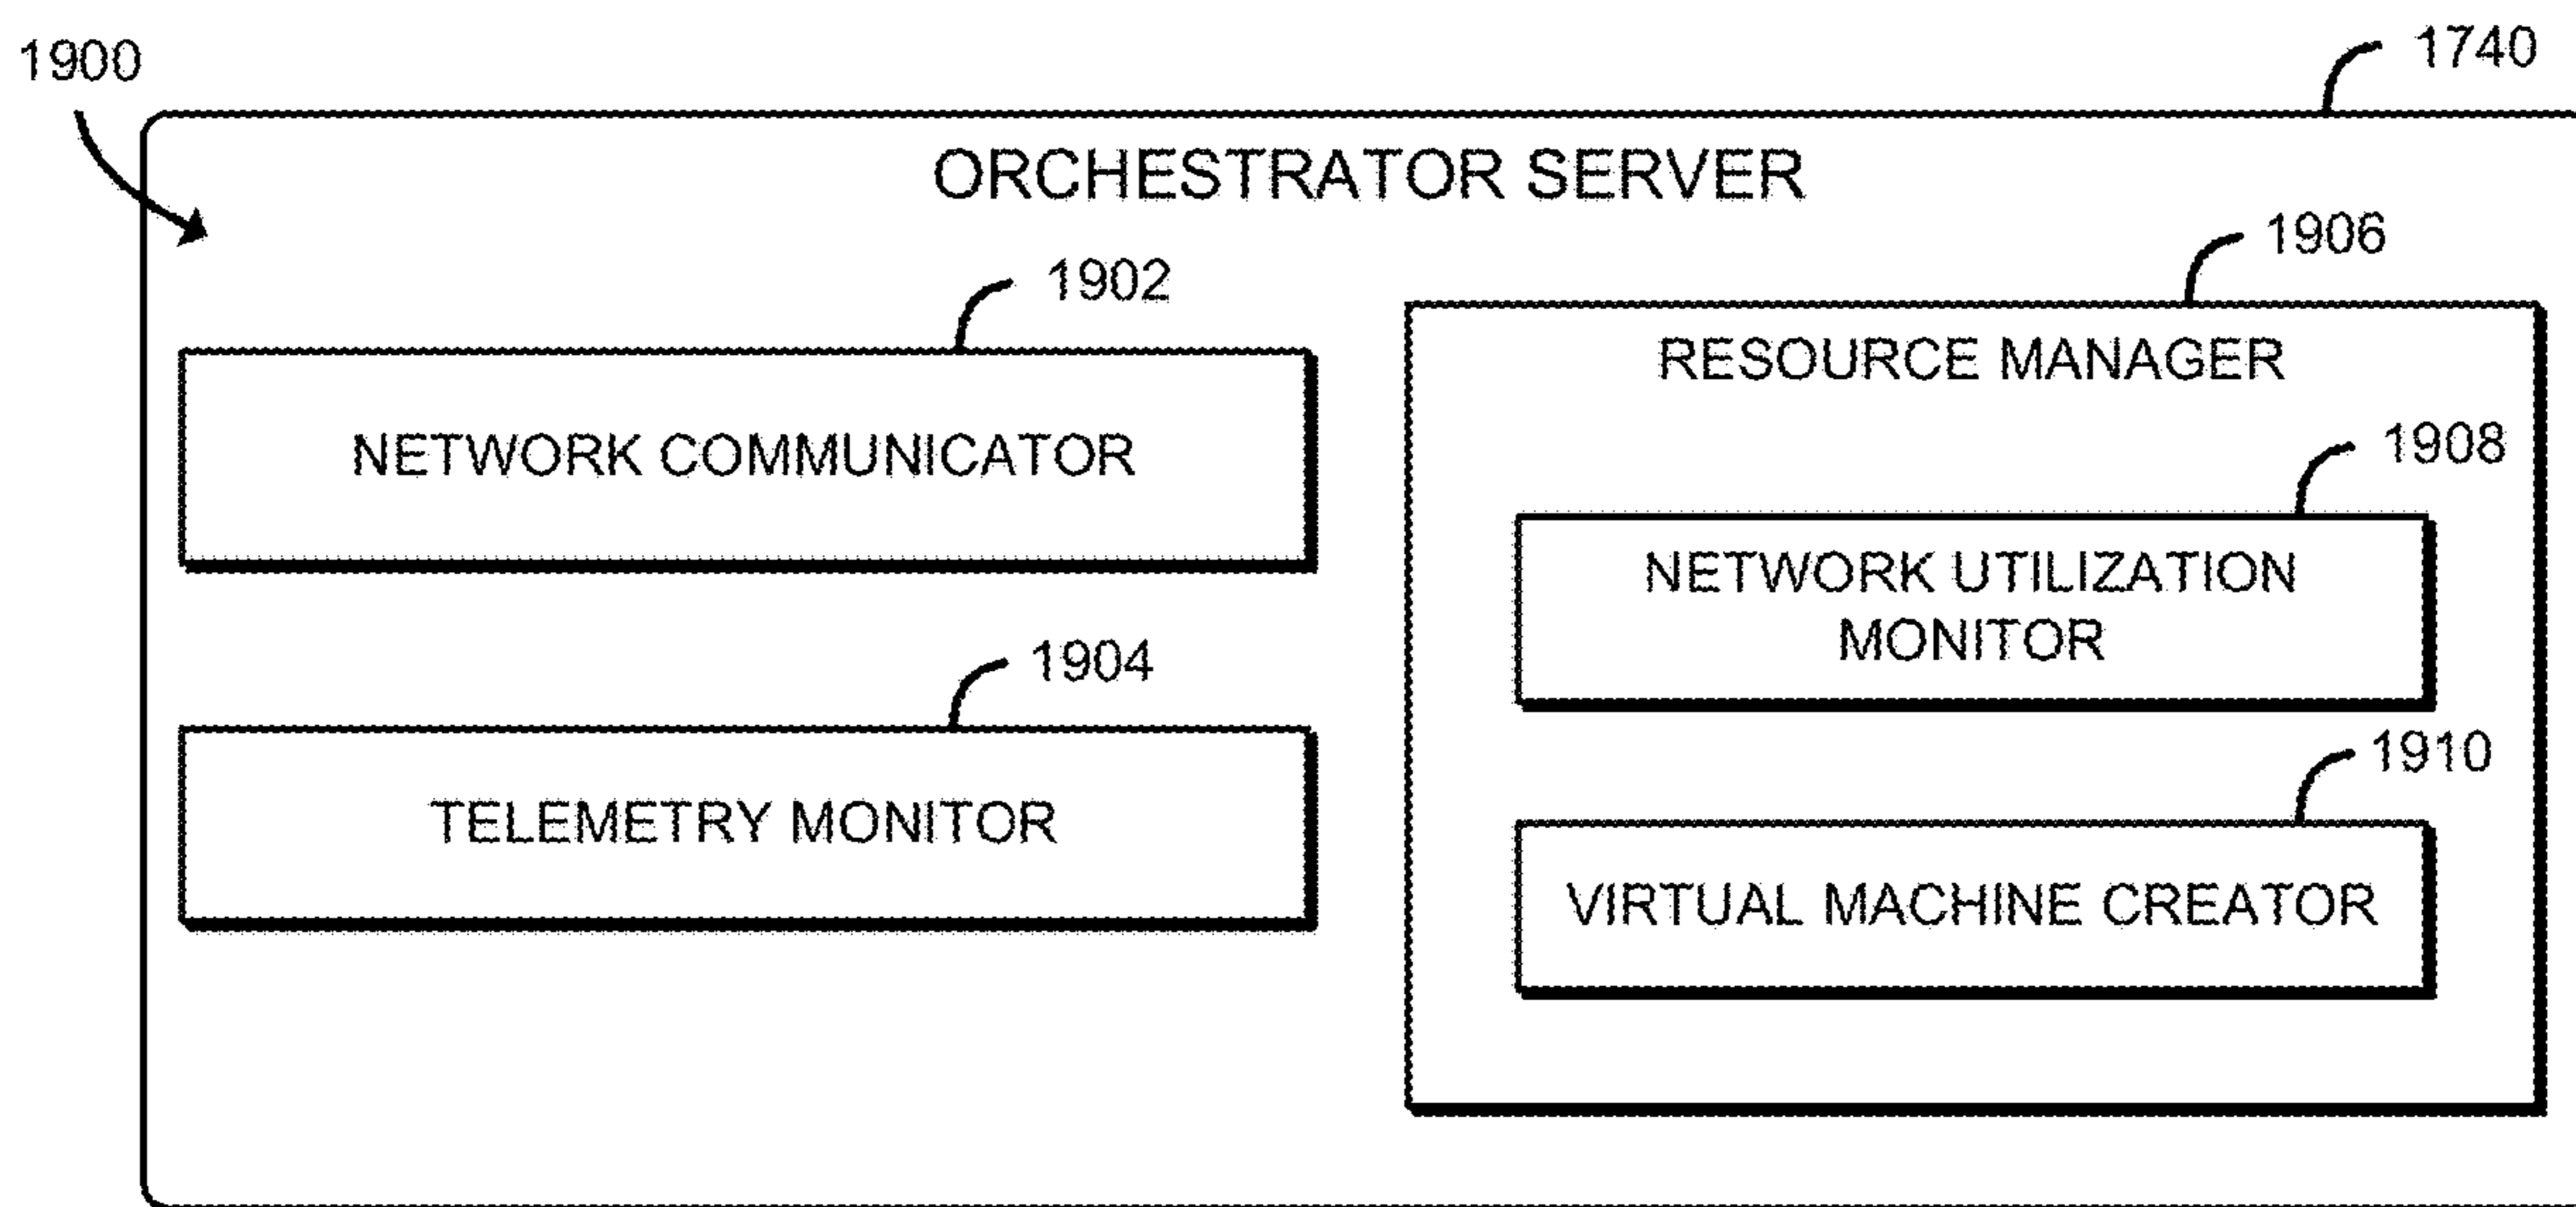 1900
1740
ORCHESTRATOR SERVER
1902
NETWORK COMMUNICATOR
1904
TELEMETRY MONITOR
1906
RESOURCE MANAGER
1908
NETWORK UTILIZATION
MONITOR
1910
VIRTUAL MACHINE CREATOR